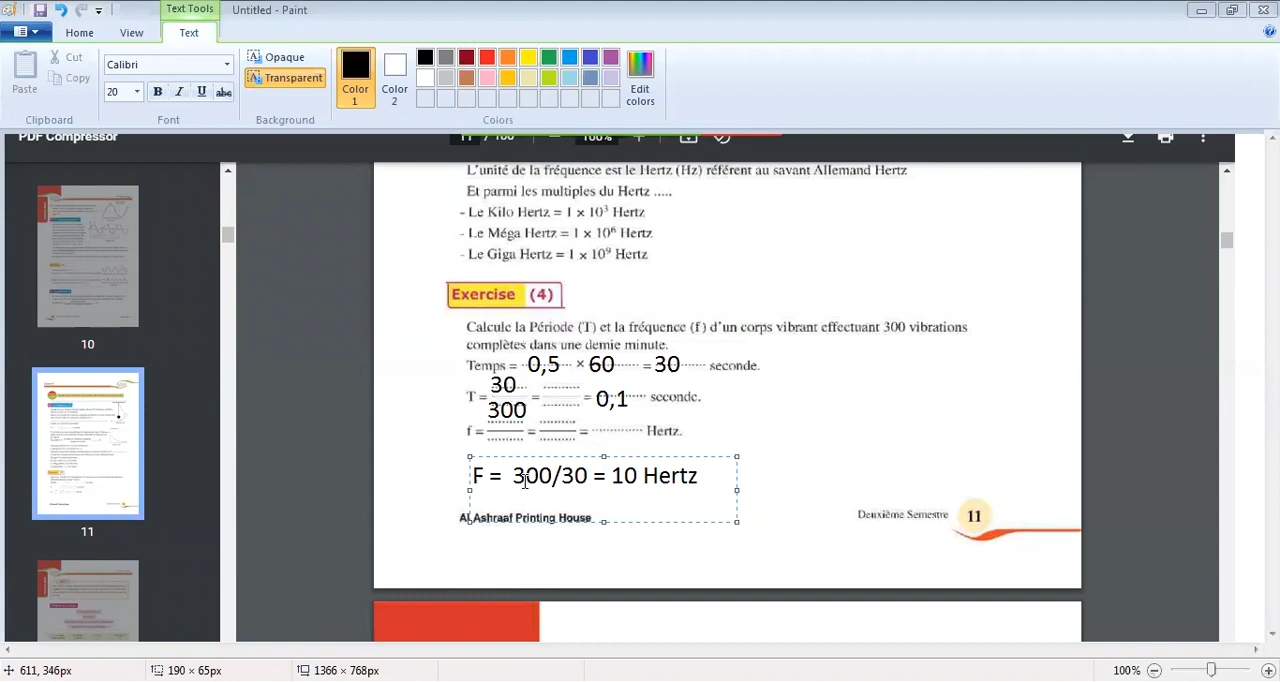 Text Tools
Untitled - Paint
Home View Text
Paste
Cut
Copy
Clipboard
Calibri
20 B I U abc
Font
Opaque
Transparent
Background
Color 1
Color 2
Edit colors
Colors
PDF Compressor
11 / 100
100%
10
11
L'unité de la fréquence est le Hertz (Hz) référent au savant Allemand Hertz
Et parmi les multiples du Hertz .....
- Le Kilo Hertz = 1 × 10³ Hertz
- Le Méga Hertz = 1 × 10⁶ Hertz
- Le Giga Hertz = 1 × 10⁹ Hertz
Exercise (4)
Calcule la Période (T) et la fréquence (f) d'un corps vibrant effectuant 300 vibrations
complètes dans une demie minute.
Temps = 0,5 × 60 = 30 seconde.
30
T = = = 0,1 seconde.
300
f = = = Hertz.
F = 300/30 = 10 Hertz
Al Ashraaf Printing House
Deuxième Semestre 11
611, 346px
190 × 65px
1366 × 768px
100%